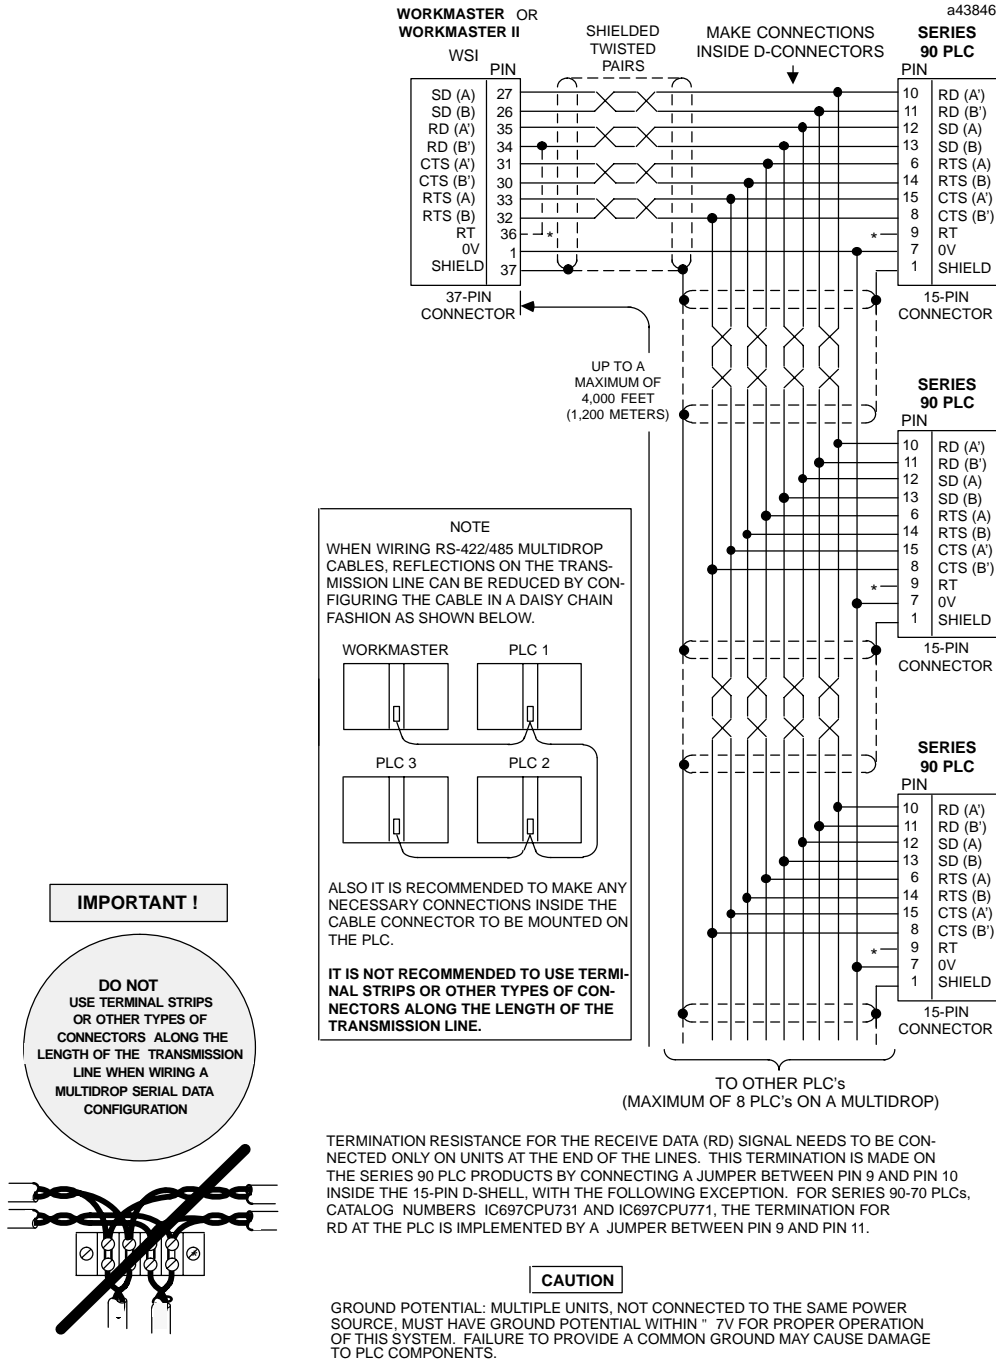 a43846
WORKMASTER OR
WORKMASTER II
WSI
PIN
SD (A) 27
SD (B) 26
RD (A') 35
RD (B') 34
CTS (A') 31
CTS (B') 30
RTS (A) 33
RTS (B) 32
RT 36
*
0V 1
SHIELD 37
37-PIN
CONNECTOR
SHIELDED
TWISTED
PAIRS
MAKE CONNECTIONS
INSIDE D-CONNECTORS
SERIES
90 PLC
PIN
10 RD (A')
11 RD (B')
12 SD (A)
13 SD (B)
6 RTS (A)
14 RTS (B)
15 CTS (A')
8 CTS (B')
* 9 RT
7 0V
1 SHIELD
15-PIN
CONNECTOR
UP TO A
MAXIMUM OF
4,000 FEET
(1,200 METERS)
SERIES
90 PLC
PIN
10 RD (A')
11 RD (B')
12 SD (A)
13 SD (B)
6 RTS (A)
14 RTS (B)
15 CTS (A')
8 CTS (B')
* 9 RT
7 0V
1 SHIELD
15-PIN
CONNECTOR
NOTE
WHEN WIRING RS-422/485 MULTIDROP
CABLES, REFLECTIONS ON THE TRANS-
MISSION LINE CAN BE REDUCED BY CON-
FIGURING THE CABLE IN A DAISY CHAIN
FASHION AS SHOWN BELOW.
WORKMASTER PLC 1
PLC 3 PLC 2
ALSO IT IS RECOMMENDED TO MAKE ANY
NECESSARY CONNECTIONS INSIDE THE
CABLE CONNECTOR TO BE MOUNTED ON
THE PLC.
IT IS NOT RECOMMENDED TO USE TERMI-
NAL STRIPS OR OTHER TYPES OF CON-
NECTORS ALONG THE LENGTH OF THE
TRANSMISSION LINE.
SERIES
90 PLC
PIN
10 RD (A')
11 RD (B')
12 SD (A)
13 SD (B)
6 RTS (A)
14 RTS (B)
15 CTS (A')
8 CTS (B')
* 9 RT
7 0V
1 SHIELD
15-PIN
CONNECTOR
IMPORTANT !
DO NOT
USE TERMINAL STRIPS
OR OTHER TYPES OF
CONNECTORS ALONG THE
LENGTH OF THE TRANSMISSION
LINE WHEN WIRING A
MULTIDROP SERIAL DATA
CONFIGURATION
TO OTHER PLC's
(MAXIMUM OF 8 PLC's ON A MULTIDROP)
TERMINATION RESISTANCE FOR THE RECEIVE DATA (RD) SIGNAL NEEDS TO BE CON-
NECTED ONLY ON UNITS AT THE END OF THE LINES. THIS TERMINATION IS MADE ON
THE SERIES 90 PLC PRODUCTS BY CONNECTING A JUMPER BETWEEN PIN 9 AND PIN 10
INSIDE THE 15-PIN D-SHELL, WITH THE FOLLOWING EXCEPTION. FOR SERIES 90-70 PLCs,
CATALOG NUMBERS IC697CPU731 AND IC697CPU771, THE TERMINATION FOR
RD AT THE PLC IS IMPLEMENTED BY A JUMPER BETWEEN PIN 9 AND PIN 11.
CAUTION
GROUND POTENTIAL: MULTIPLE UNITS, NOT CONNECTED TO THE SAME POWER
SOURCE, MUST HAVE GROUND POTENTIAL WITHIN " 7V FOR PROPER OPERATION
OF THIS SYSTEM. FAILURE TO PROVIDE A COMMON GROUND MAY CAUSE DAMAGE
TO PLC COMPONENTS.